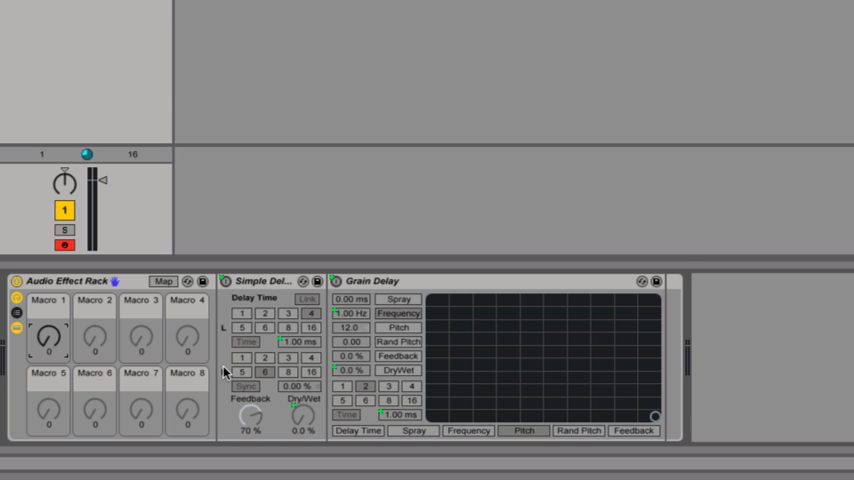 1 16
1
S
Audio Effect Rack Map
Macro 1 Macro 2 Macro 3 Macro 4
0 0 0 0
Macro 5 Macro 6 Macro 7 Macro 8
0 0 0 0
Simple Del...
Delay Time Link
1 2 3 4
L
5 6 8 16
Time 1.00 ms
1 2 3 4
5 6 8 16
Sync 0.00 %
Feedback Dry/Wet
70 % 0.0 %
Grain Delay
0.00 ms Spray
1.00 Hz Frequency
12.0 Pitch
0.00 Rand Pitch
0.0 % Feedback
0.0 % DryWet
1 2 3 4
5 6 8 16
Time 1.00 ms
Delay Time Spray Frequency Pitch Rand Pitch Feedback